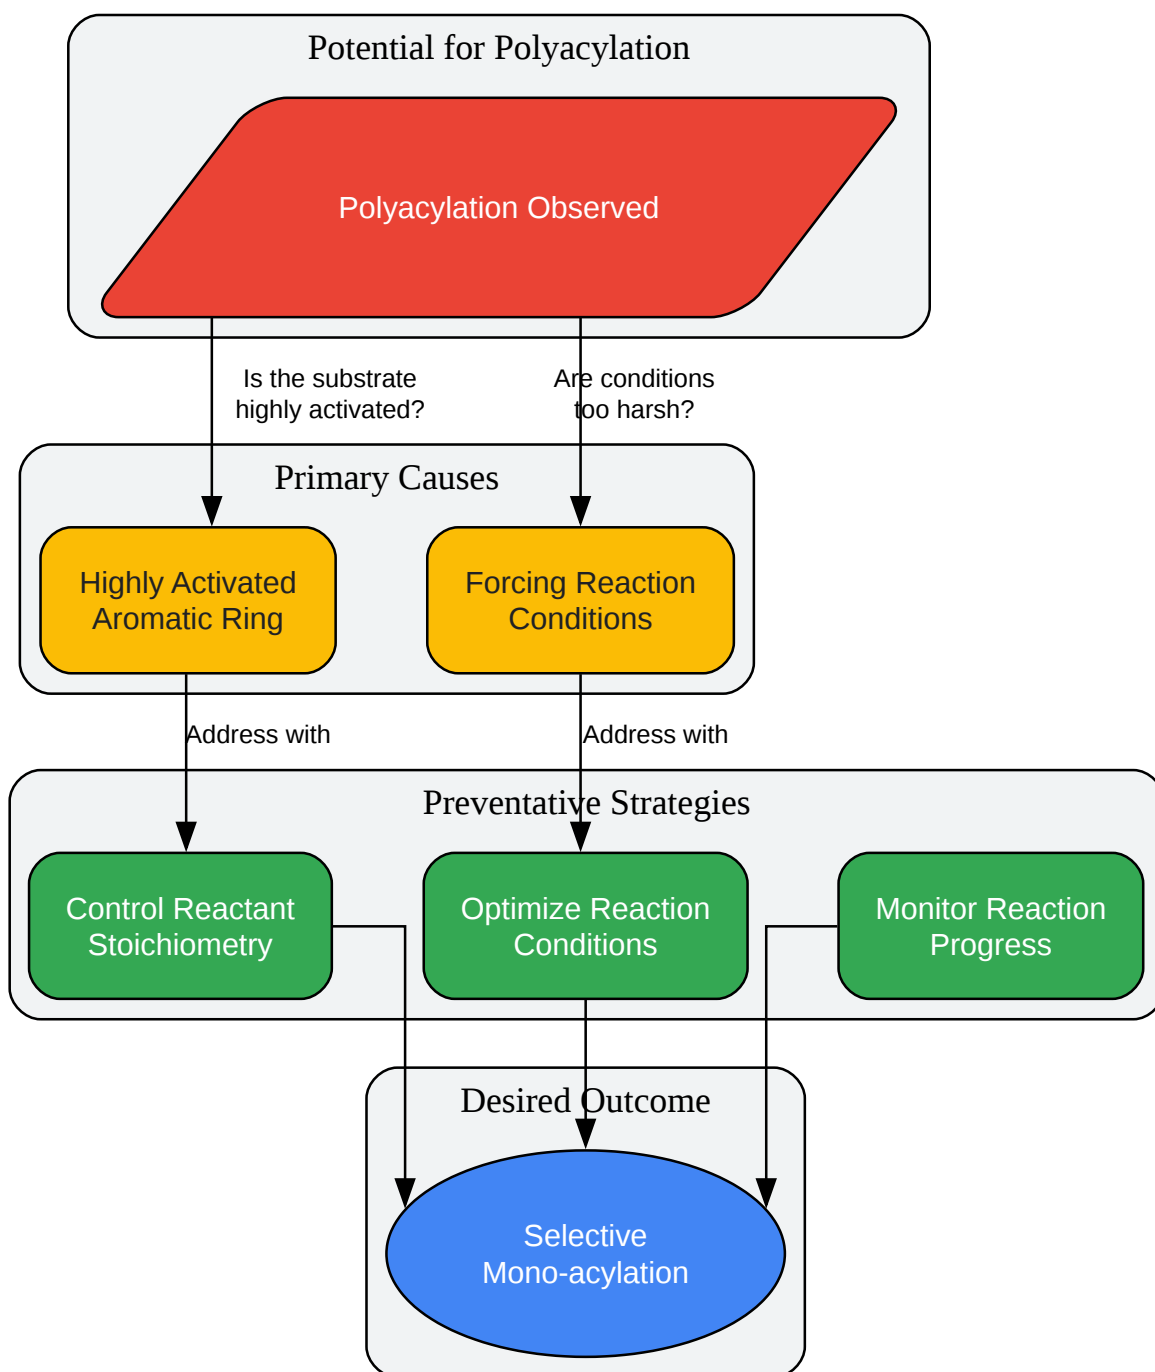 Potential for Polyacylation
Polyacylation Observed
Is the substrate
highly activated?
Are conditions
too harsh?
Primary Causes
Highly Activated
Aromatic Ring
Forcing Reaction
Conditions
Address with
Address with
Preventative Strategies
Control Reactant
Stoichiometry
Optimize Reaction
Conditions
Monitor Reaction
Progress
Desired Outcome
Selective
Mono-acylation